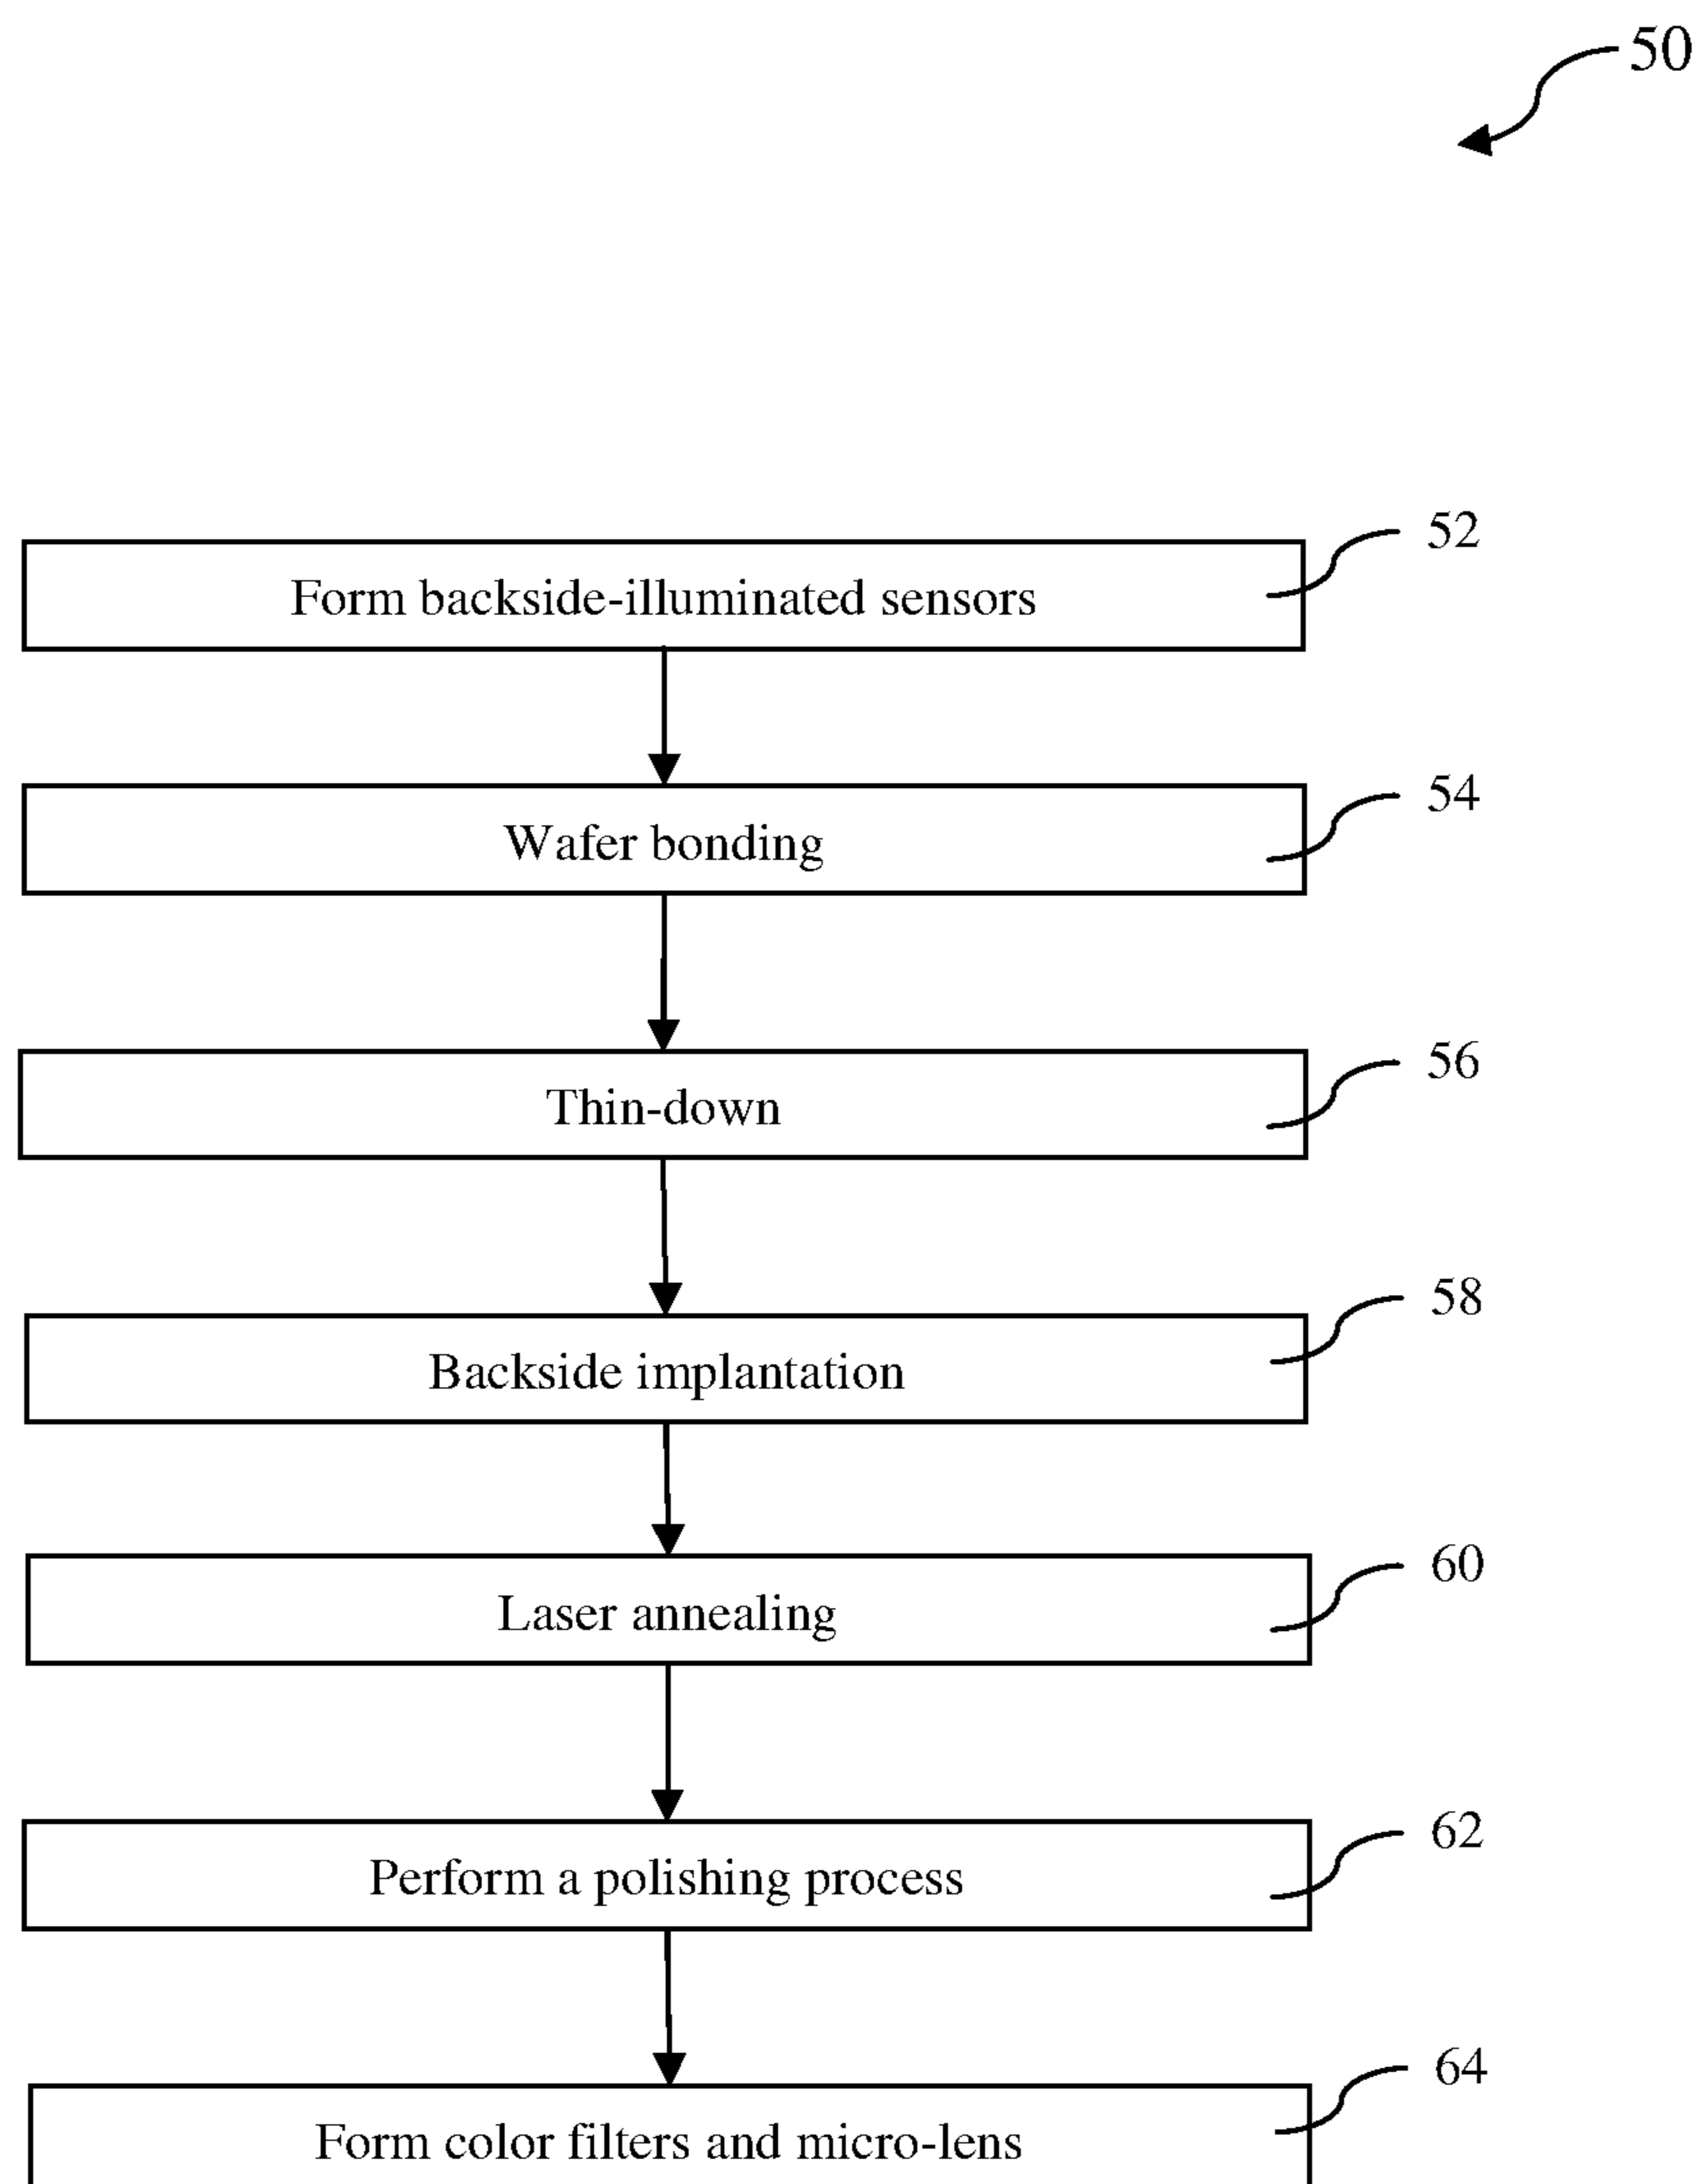 50
Form backside-illuminated sensors
52
Wafer bonding
54
Thin-down
56
Backside implantation
58
Laser annealing
60
Perform a polishing process
62
Form color filters and micro-lens
64